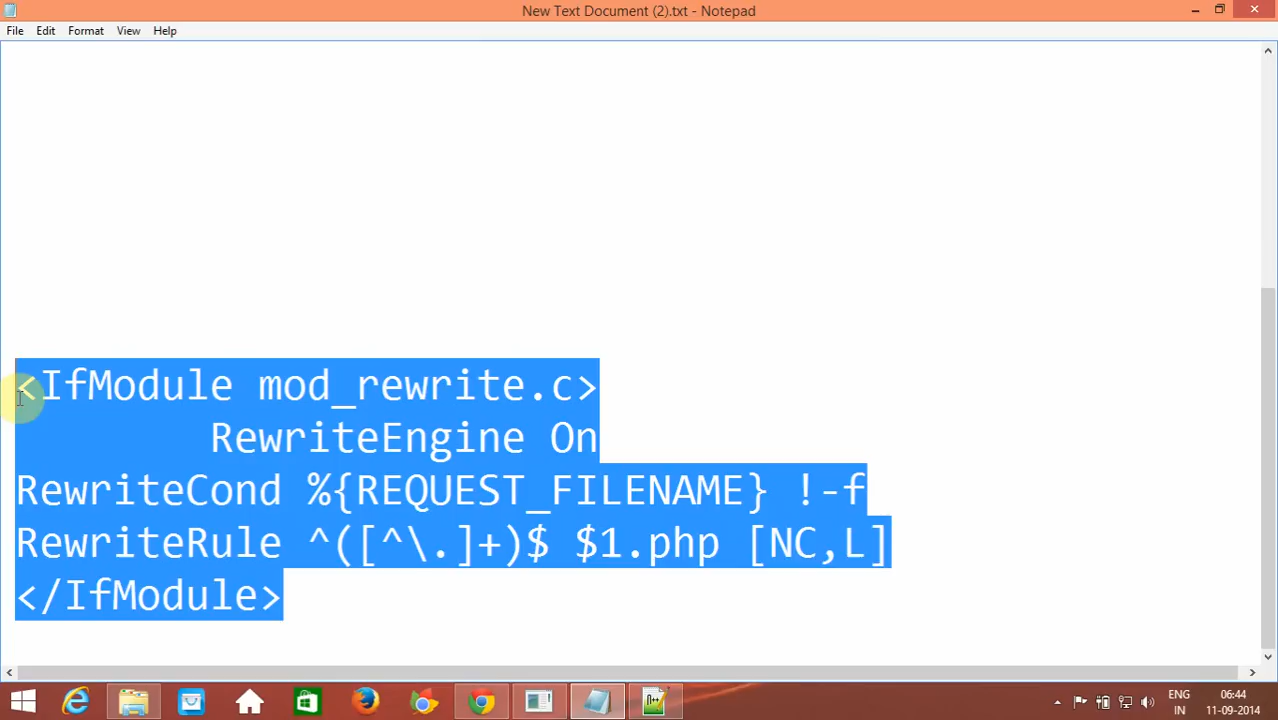 New Text Document (2).txt - Notepad
File Edit Format View Help
<IfModule mod_rewrite.c>
RewriteEngine On
RewriteCond %{REQUEST_FILENAME} !-f
RewriteRule ^([^\.]+)$ $1.php [NC,L]
</IfModule>
ENG 06:44
IN 11-09-2014